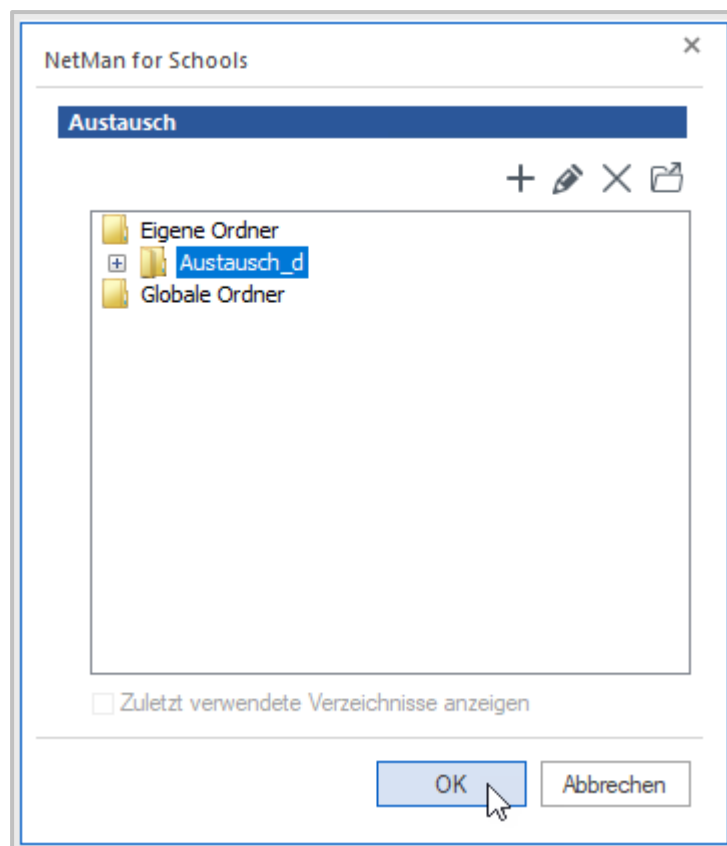 NetMan for Schools
Austausch
Eigene Ordner
Austausch_d
Globale Ordner
Zuletzt verwendete Verzeichnisse anzeigen
OK
Abbrechen